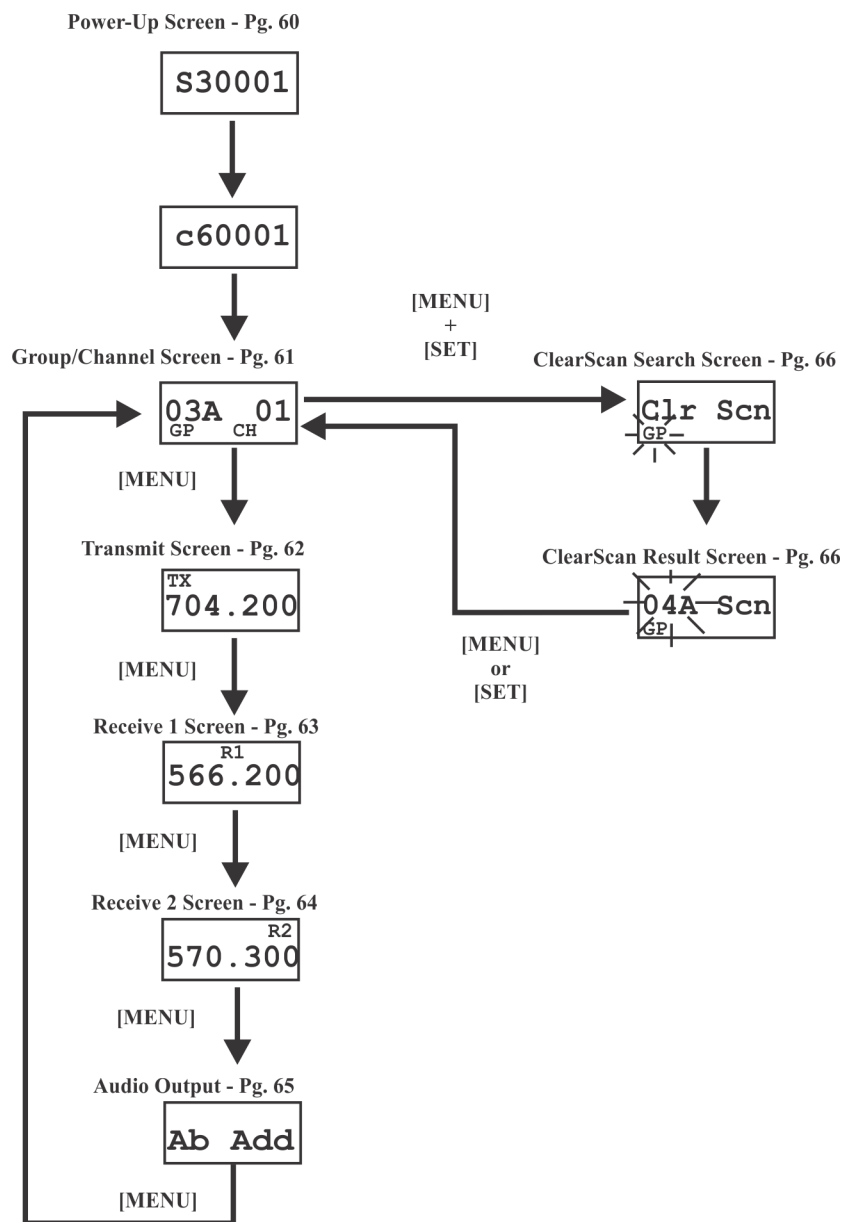 Power-Up Screen - Pg. 60
S30001
c60001
[MENU]
+
[SET]
Group/Channel Screen - Pg. 61
ClearScan Search Screen - Pg. 66
03A 01
GP CH
Clr Scn
GP
[MENU]
Transmit Screen - Pg. 62
ClearScan Result Screen - Pg. 66
TX
704.200
04A Scn
GP
[MENU]
[MENU]
or
[SET]
Receive 1 Screen - Pg. 63
R1
566.200
[MENU]
Receive 2 Screen - Pg. 64
R2
570.300
[MENU]
Audio Output - Pg. 65
Ab Add
[MENU]